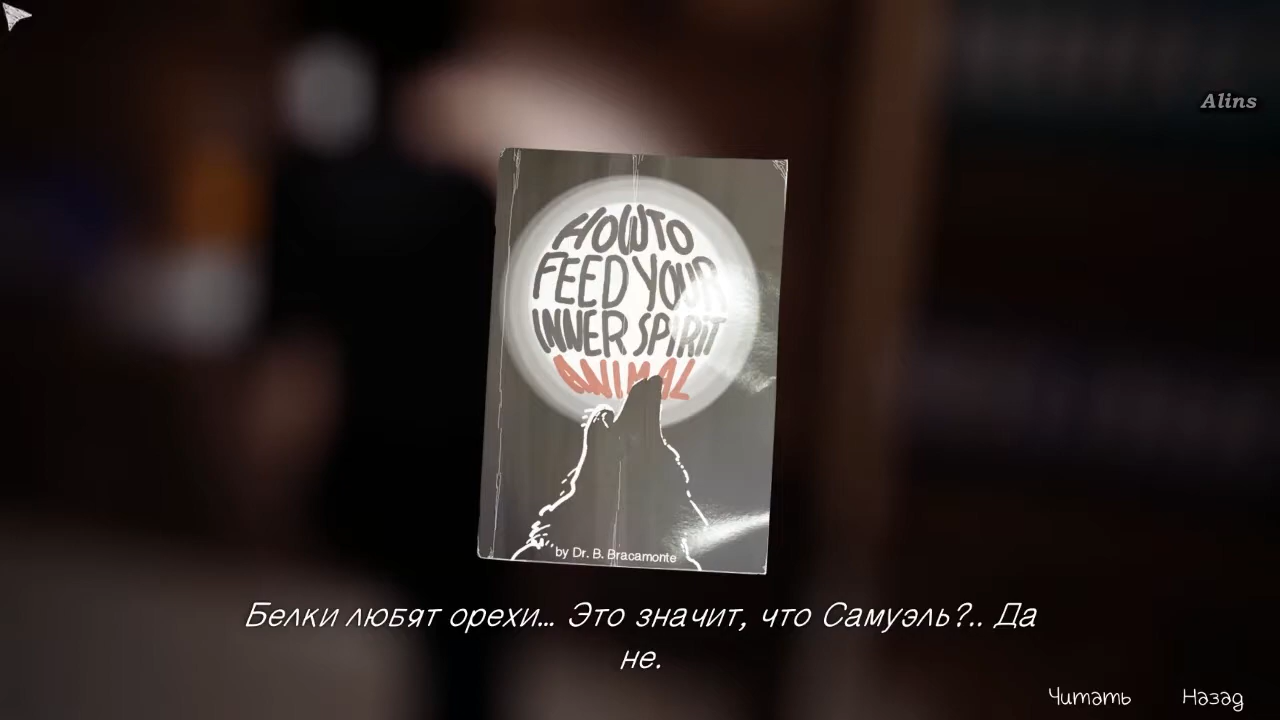 Alins
HOW TO
FEED YOUR
INNER SPIRIT
ANIMAL
by Dr. B. Bracamonte
Белки любят орехи... Это значит, что Самуэль?.. Да
не.
Читать Назад